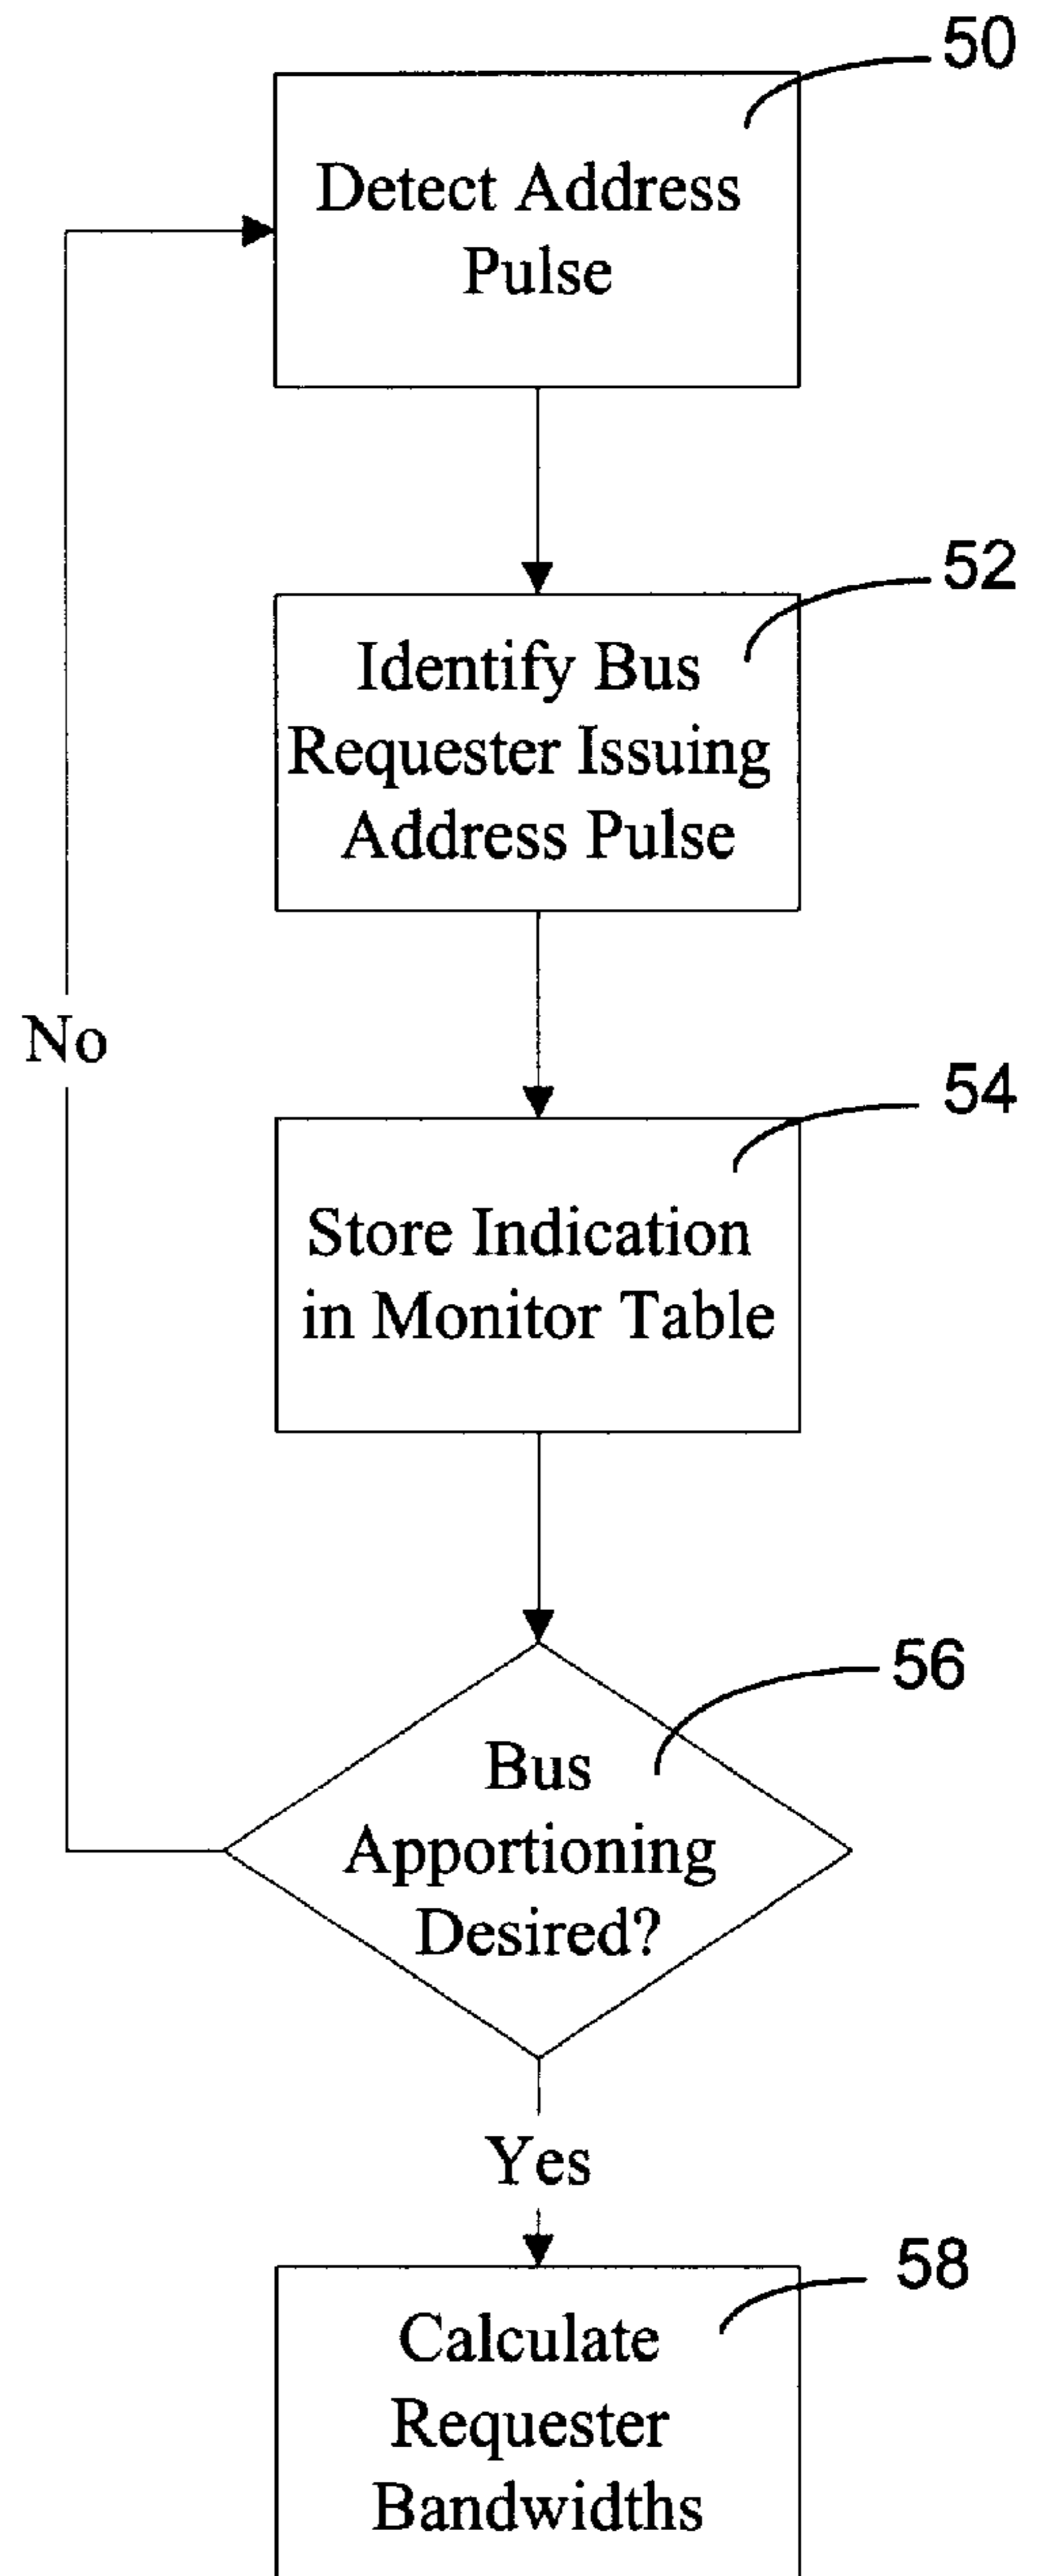 50
Detect Address
Pulse
52
Identify Bus
Requester Issuing
Address Pulse
No
54
Store Indication
in Monitor Table
56
Bus
Apportioning
Desired?
Yes
58
Calculate
Requester
Bandwidths